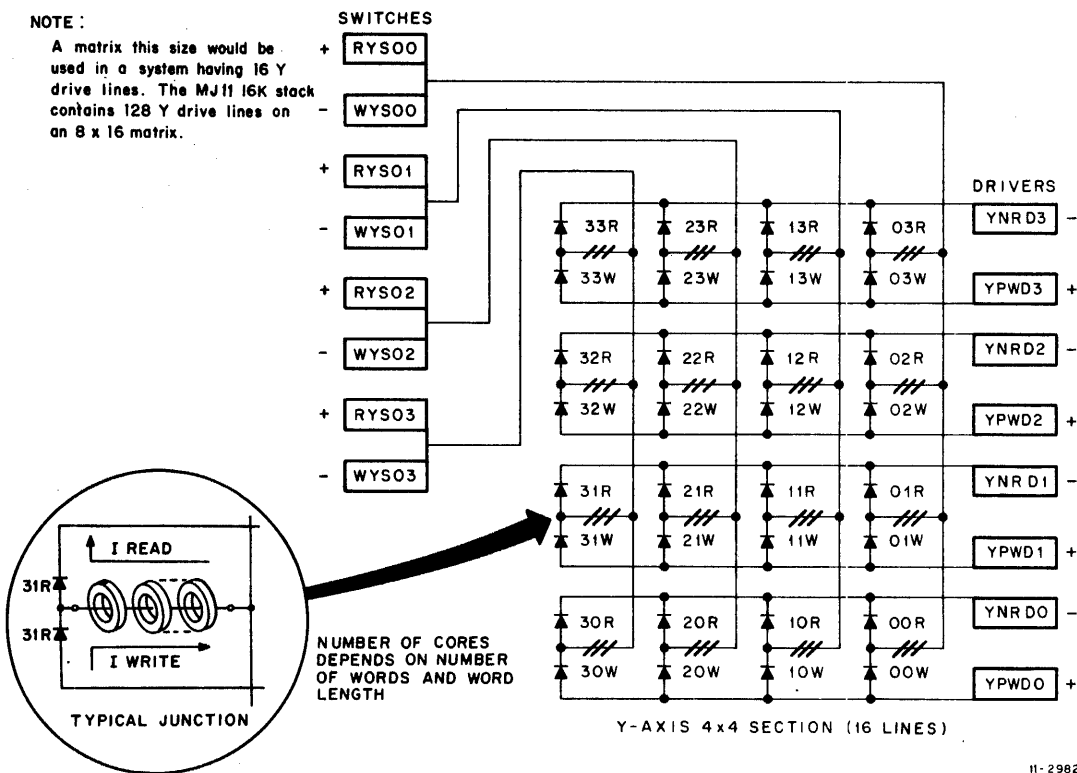 NOTE :
A matrix this size would be
used in a system having 16 Y
drive lines. The MJ11 16K stack
contains 128 Y drive lines on
an 8 x 16 matrix.
SWITCHES
+ RYS00
- WYS00
+ RYS01
- WYS01
+ RYS02
- WYS02
+ RYS03
- WYS03
DRIVERS
YNRD3 -
33R 23R 13R 03R
33W 23W 13W 03W
YPWD3 +
YNRD2 -
32R 22R 12R 02R
32W 22W 12W 02W
YPWD2 +
YNRD1 -
31R 21R 11R 01R
31W 21W 11W 01W
YPWD1 +
YNRD0 -
30R 20R 10R 00R
30W 20W 10W 00W
YPWD0 +
Y-AXIS 4x4 SECTION (16 LINES)
I READ
31R
31R
I WRITE
TYPICAL JUNCTION
NUMBER OF CORES
DEPENDS ON NUMBER
OF WORDS AND WORD
LENGTH
11-2982